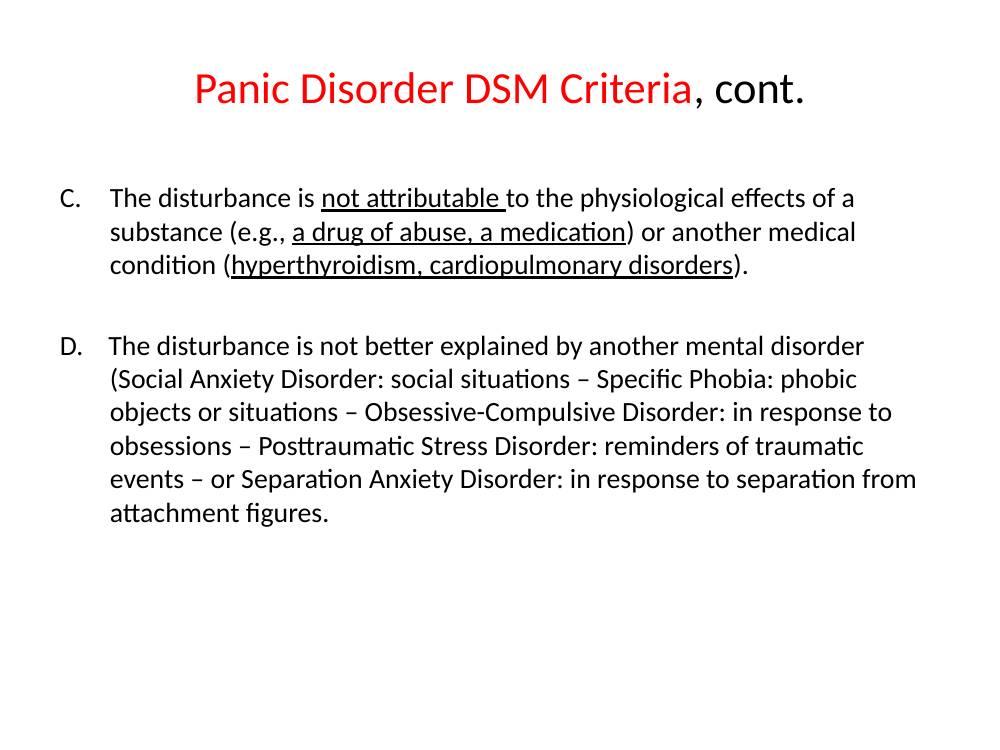 Panic Disorder DSM Criteria, cont.
C. The disturbance is not attributable to the physiological effects of a
substance (e.g., a drug of abuse, a medication) or another medical
condition (hyperthyroidism, cardiopulmonary disorders).
D. The disturbance is not better explained by another mental disorder
(Social Anxiety Disorder: social situations – Specific Phobia: phobic
objects or situations – Obsessive-Compulsive Disorder: in response to
obsessions – Posttraumatic Stress Disorder: reminders of traumatic
events – or Separation Anxiety Disorder: in response to separation from
attachment figures.